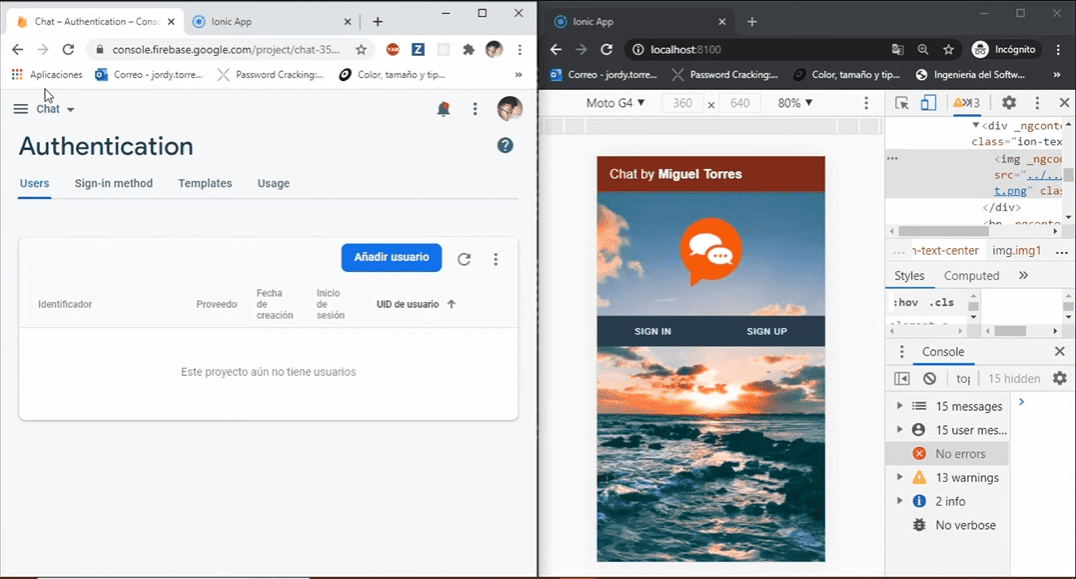 Chat – Authentication – Conso
Ionic App
console.firebase.google.com/project/chat-35...
Aplicaciones
Correo - jordy.torre...
Password Cracking:...
Color, tamaño y tip...
»
Chat
Authentication
Users
Sign-in method
Templates
Usage
Añadir usuario
Identificador
Proveedo
Fecha
de
creación
Inicio
de
sesión
UID de usuario
Este proyecto aún no tiene usuarios
Ionic App
localhost:8100
Incógnito
Correo - jordy.torre...
Password Cracking:...
Color, tamaño y tip...
Ingenieria del Softw...
»
Moto G4
360
x
640
80%
Chat by Miguel Torres
SIGN IN
SIGN UP
3
<div _ngconte
class="ion-tex
<img _ngco
src="../..
t.png" clas
</div>
... n-text-center
img.img1
...
Styles
Computed
»
:hov .cls
Console
top
15 hidden
15 messages
15 user mes...
No errors
13 warnings
2 info
No verbose